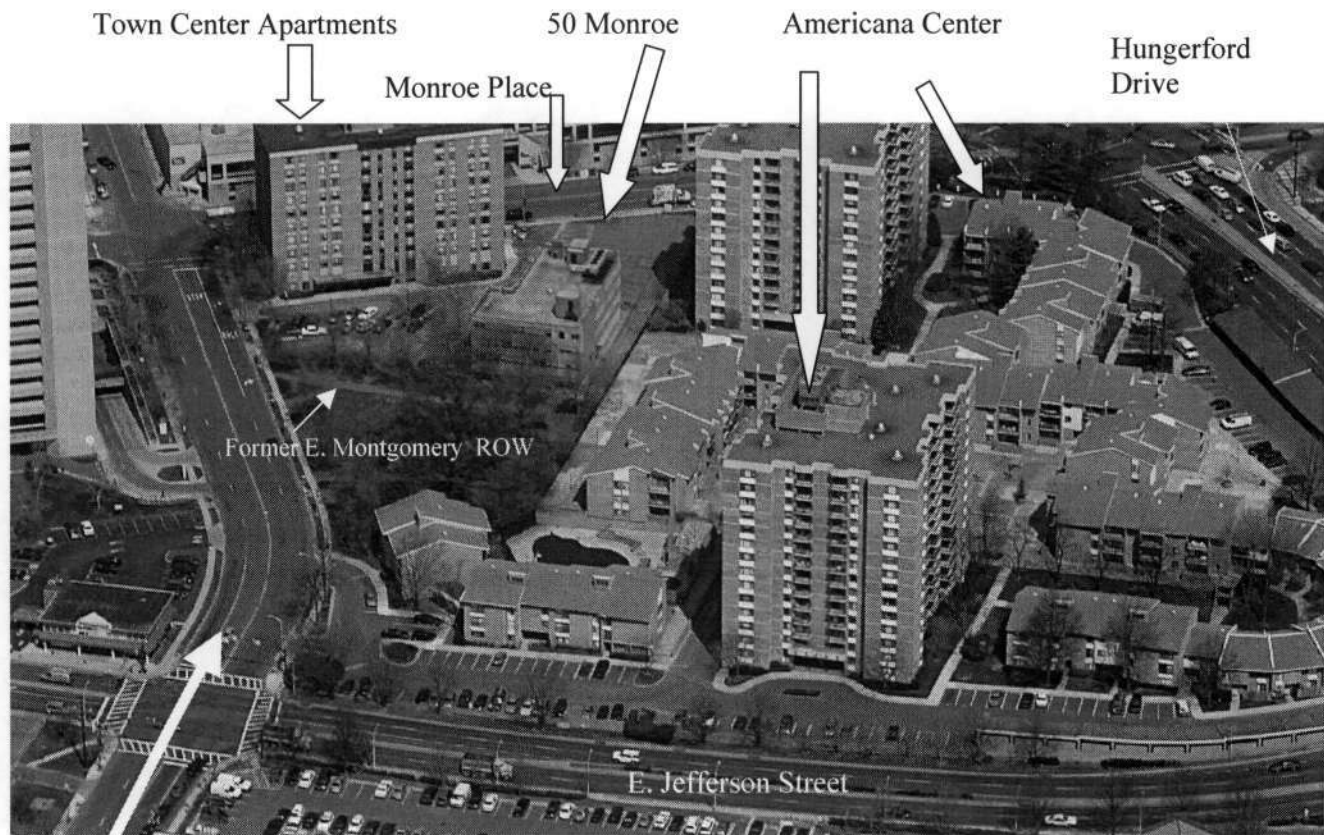 Town Center Apartments
50 Monroe
Americana Center
Hungerford
Drive
Monroe Place
Former E. Montgomery ROW
E. Jefferson Street